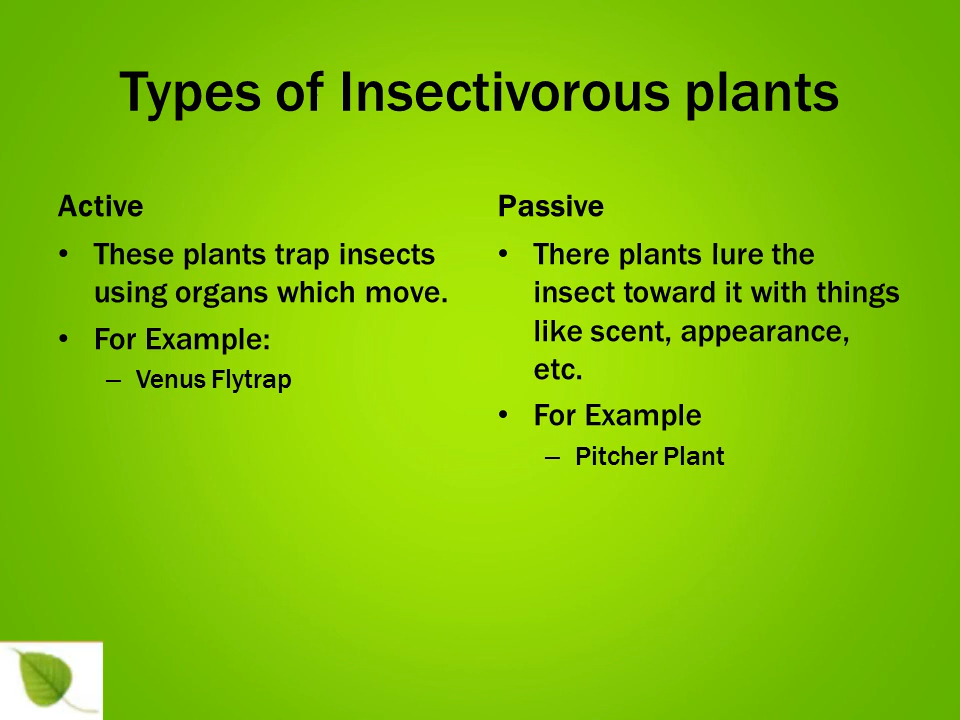 Types of Insectivorous plants
Active
• These plants trap insects
using organs which move.
• For Example:
– Venus Flytrap
Passive
• There plants lure the
insect toward it with things
like scent, appearance,
etc.
• For Example
– Pitcher Plant